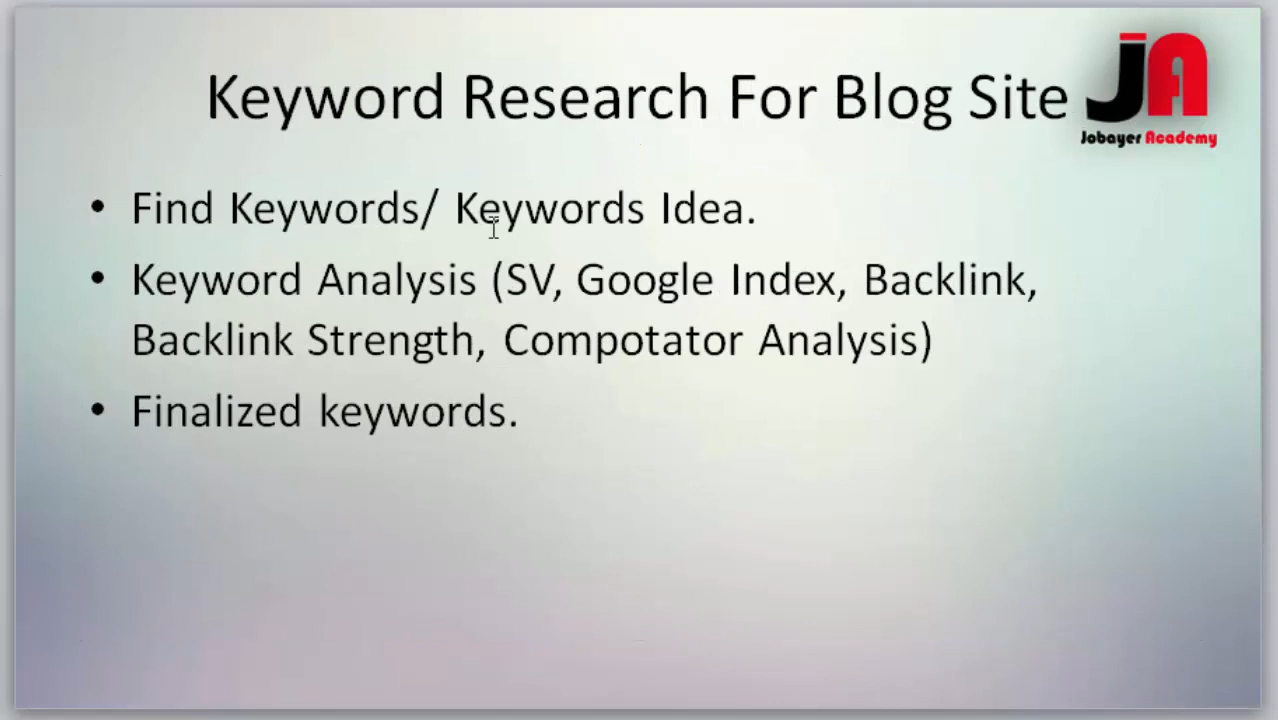 Keyword Research For Blog Site
JA
Jobayer Academy
• Find Keywords/ Keywords Idea.
• Keyword Analysis (SV, Google Index, Backlink,
Backlink Strength, Compotator Analysis)
• Finalized keywords.